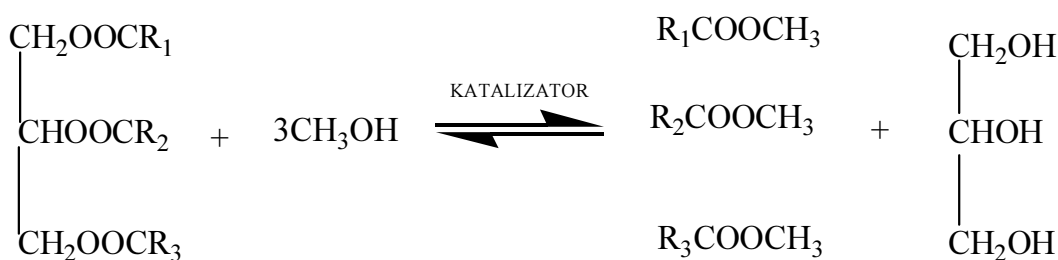 CH₂OOCR₁
CHOOCR₂
CH₂OOCR₃
+
3CH₃OH
KATALIZATOR
R₁COOCH₃
R₂COOCH₃
R₃COOCH₃
+
CH₂OH
CHOH
CH₂OH